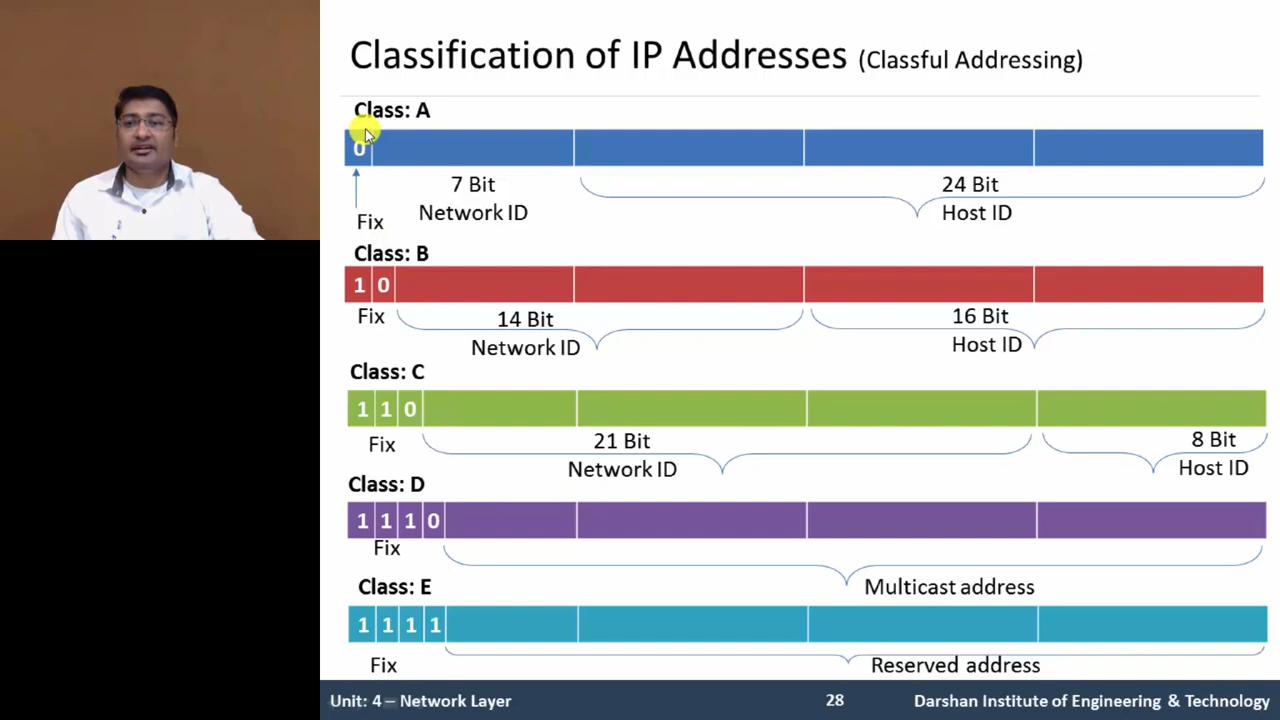 Classification of IP Addresses (Classful Addressing)
Class: A
0
7 Bit
Network ID
24 Bit
Host ID
Fix
Class: B
1 0
Fix
14 Bit
Network ID
16 Bit
Host ID
Class: C
1 1 0
Fix
21 Bit
Network ID
8 Bit
Host ID
Class: D
1 1 1 0
Fix
Multicast address
Class: E
1 1 1 1
Fix
Reserved address
Unit: 4 – Network Layer
28
Darshan Institute of Engineering & Technology